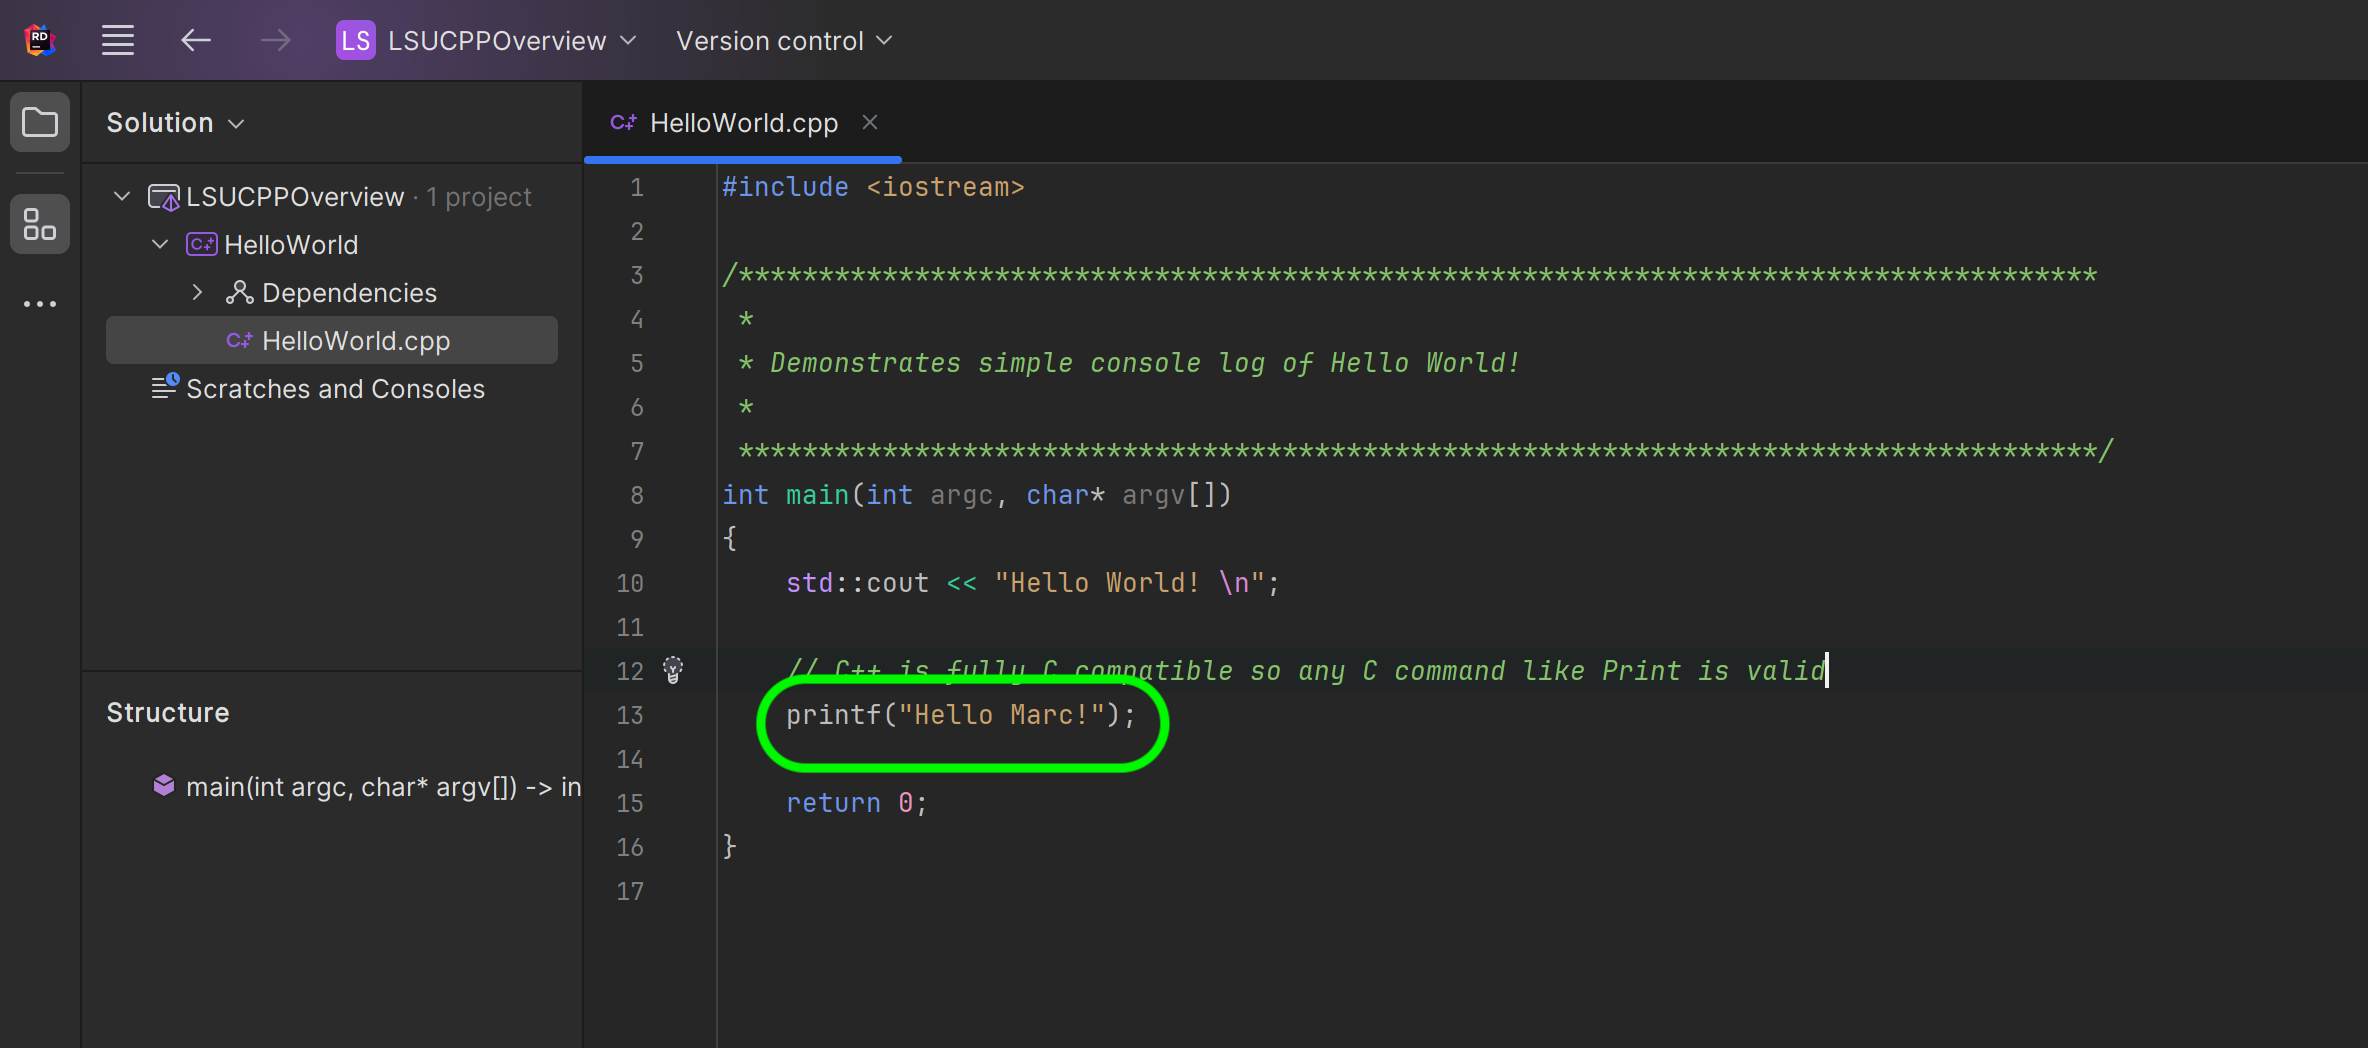 RD
LS LSUCPPOverview Version control
Solution
LSUCPPOverview · 1 project
C++ HelloWorld
Dependencies
C++ HelloWorld.cpp
Scratches and Consoles
Structure
main(int argc, char* argv[]) -> in
C++ HelloWorld.cpp
1 #include <iostream>
2
3 /*************************************************************************************
4 *
5 * Demonstrates simple console log of Hello World!
6 *
7 *************************************************************************************/
8 int main(int argc, char* argv[])
9 {
10 std::cout << "Hello World! \n";
11
12 // C++ is fully C compatible so any C command like Print is valid
13 printf("Hello Marc!");
14
15 return 0;
16 }
17